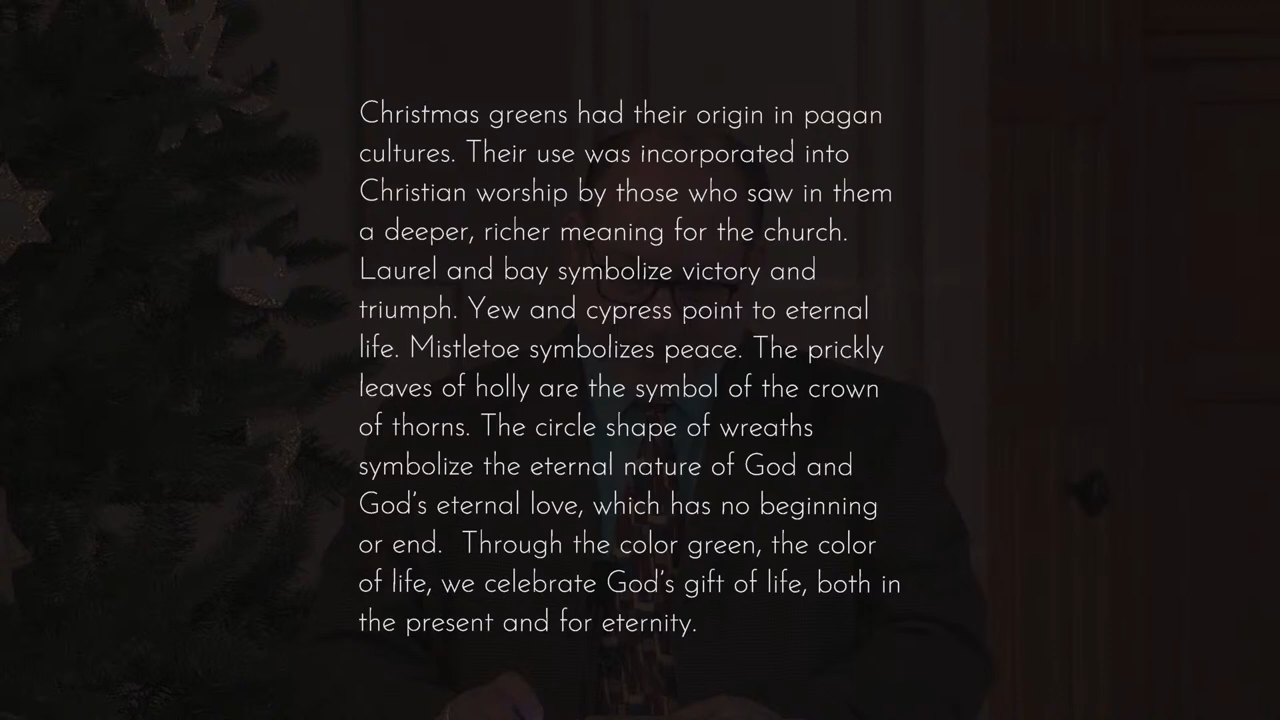 Christmas greens had their origin in pagan
cultures. Their use was incorporated into
Christian worship by those who saw in them
a deeper, richer meaning for the church.
Laurel and bay symbolize victory and
triumph. Yew and cypress point to eternal
life. Mistletoe symbolizes peace. The prickly
leaves of holly are the symbol of the crown
of thorns. The circle shape of wreaths
symbolize the eternal nature of God and
God's eternal love, which has no beginning
or end.  Through the color green, the color
of life, we celebrate God's gift of life, both in
the present and for eternity.